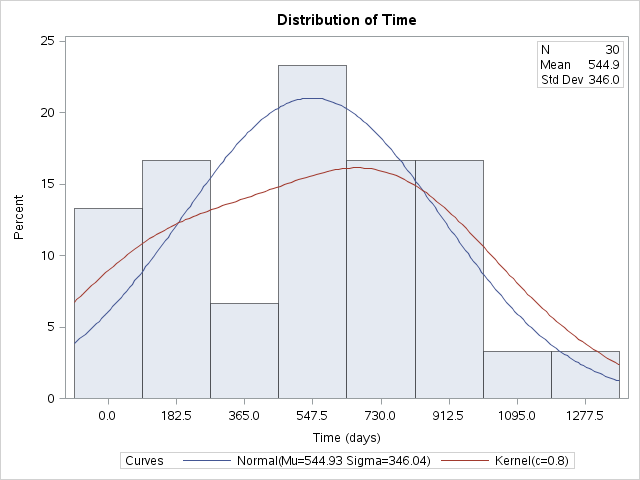 Distribution of Time
N 30
Mean 544.9
Std Dev 346.0
Percent
25
20
15
10
5
0
0.0 182.5 365.0 547.5 730.0 912.5 1095.0 1277.5
Time (days)
Curves Normal(Mu=544.93 Sigma=346.04) Kernel(c=0.8)